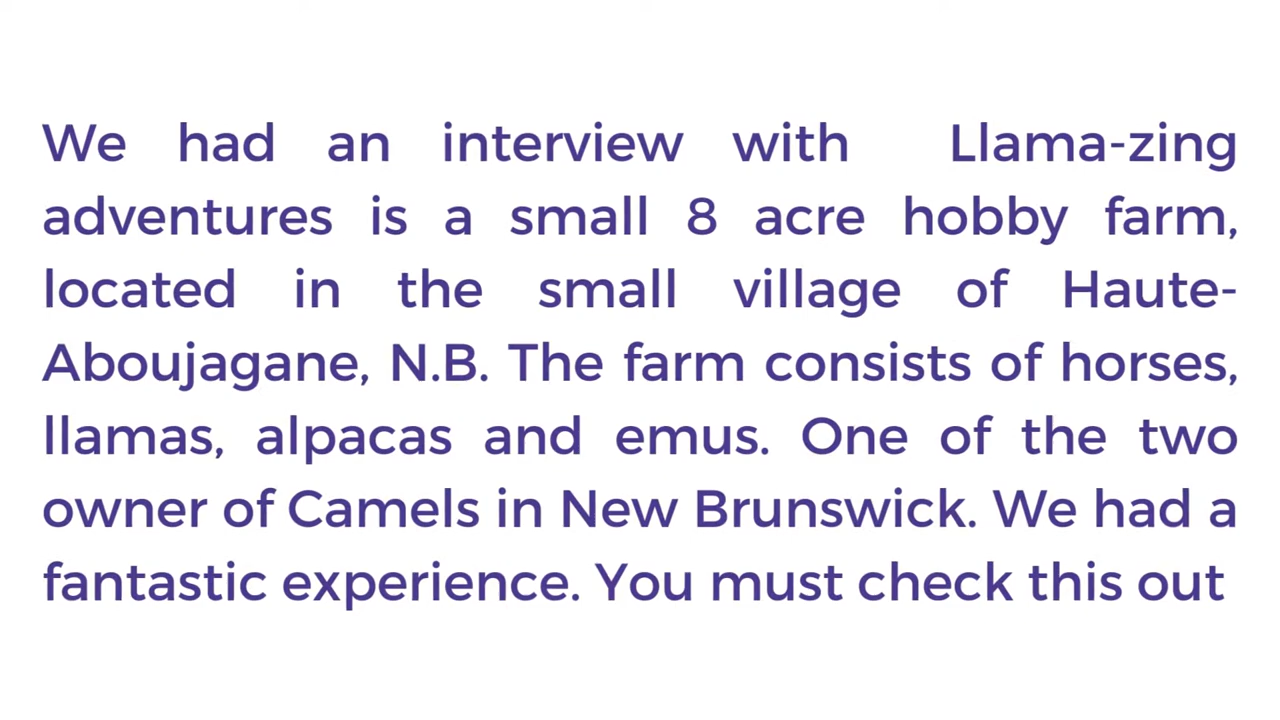 We had an interview with Llama-zing
adventures is a small 8 acre hobby farm,
located in the small village of Haute-
Aboujagane, N.B. The farm consists of horses,
llamas, alpacas and emus. One of the two
owner of Camels in New Brunswick. We had a
fantastic experience. You must check this out